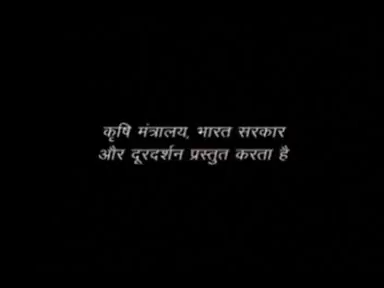 कृषि मंत्रालय, भारत सरकार
और दूरदर्शन प्रस्तुत करता है